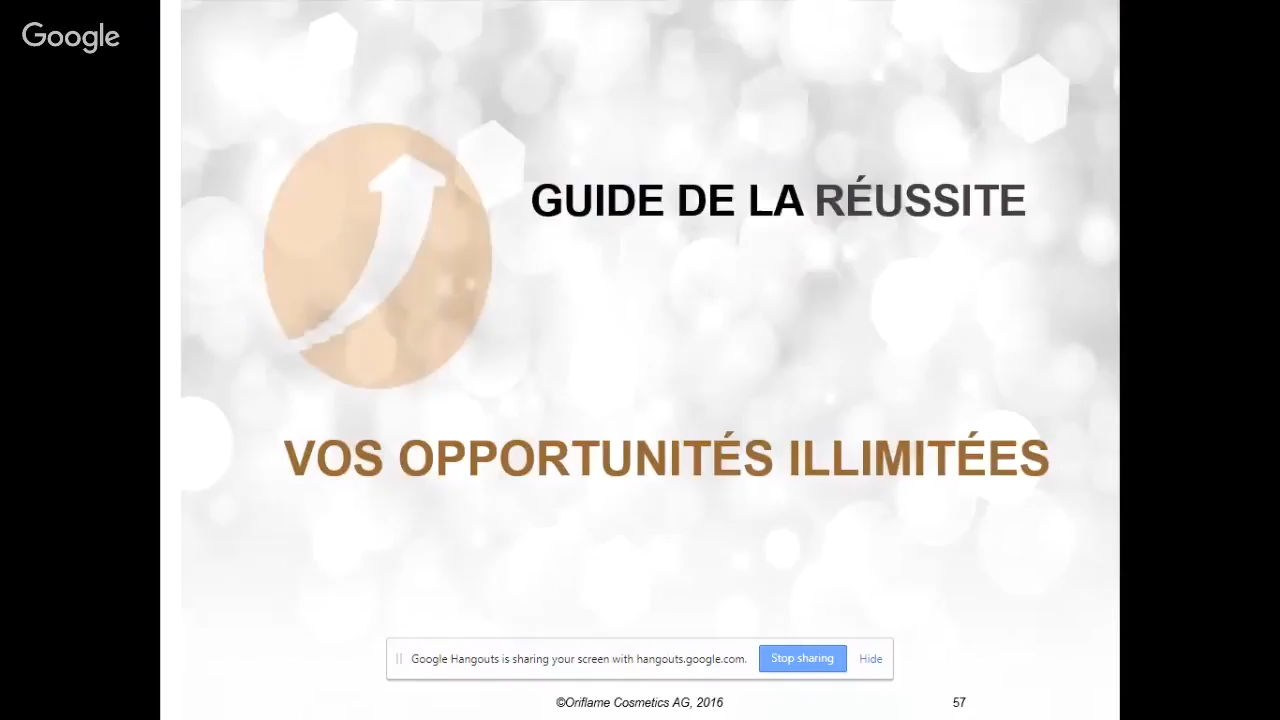 Google
GUIDE DE LA RÉUSSITE
VOS OPPORTUNITÉS ILLIMITÉES
Google Hangouts is sharing your screen with hangouts.google.com. Stop sharing Hide
©Oriflame Cosmetics AG, 2016 57